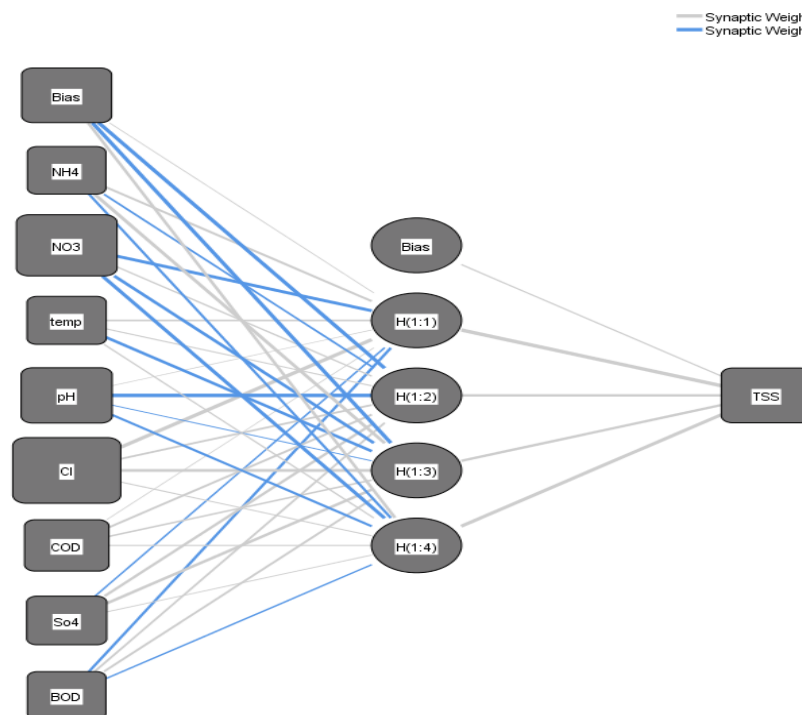 Synaptic Weigh
Synaptic Weigh
Bias
NH4
NO3
temp
pH
Cl
COD
So4
BOD
Bias
H(1:1)
H(1:2)
H(1:3)
H(1:4)
TSS